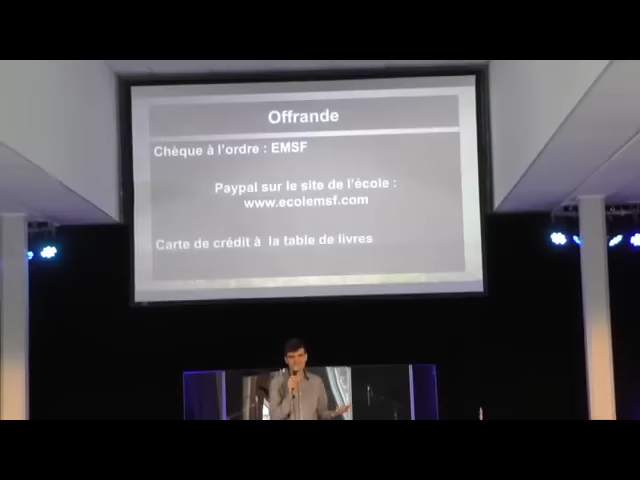 Offrande
Chèque à l'ordre : EMSF
Paypal sur le site de l'école :
www.ecolemsf.com
Carte de crédit à la table de livres